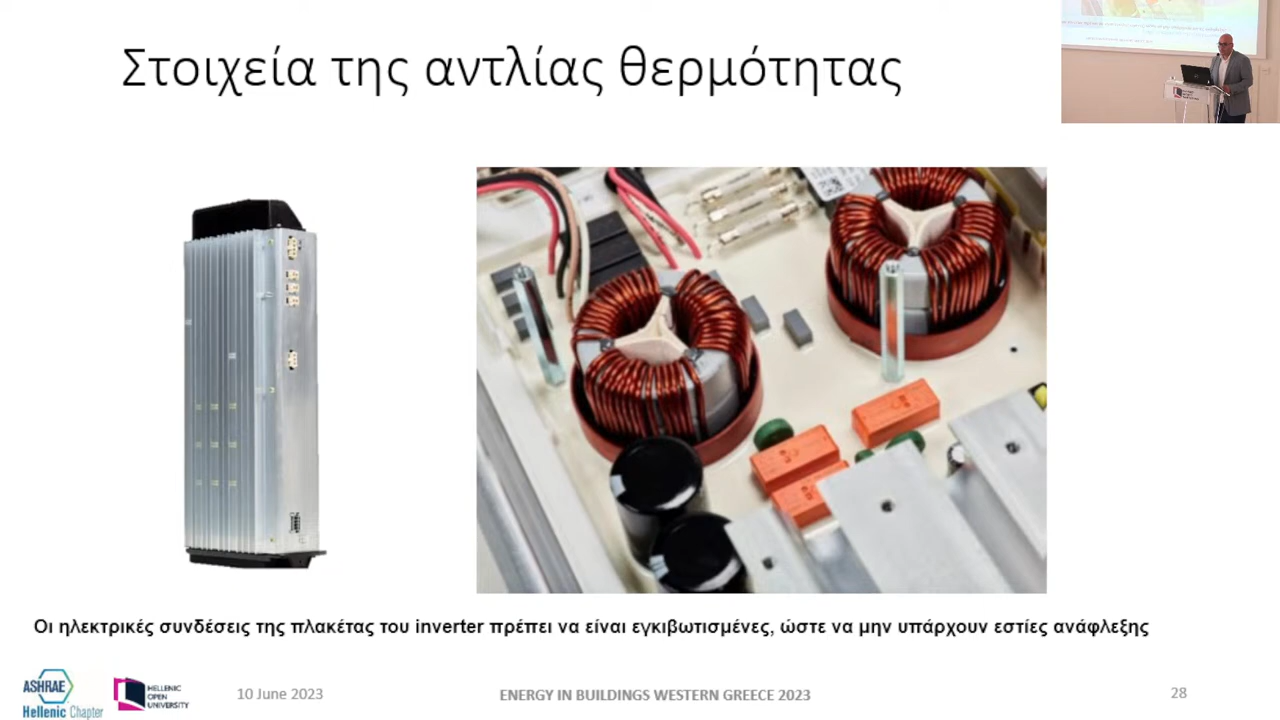 Στοιχεία της αντλίας θερμότητας
Οι ηλεκτρικές συνδέσεις της πλακέτας του inverter πρέπει να είναι εγκιβωτισμένες, ώστε να μην υπάρχουν εστίες ανάφλεξης
ASHRAE
Hellenic Chapter
HELLENIC
OPEN
UNIVERSITY
10 June 2023
ENERGY IN BUILDINGS WESTERN GREECE 2023
28